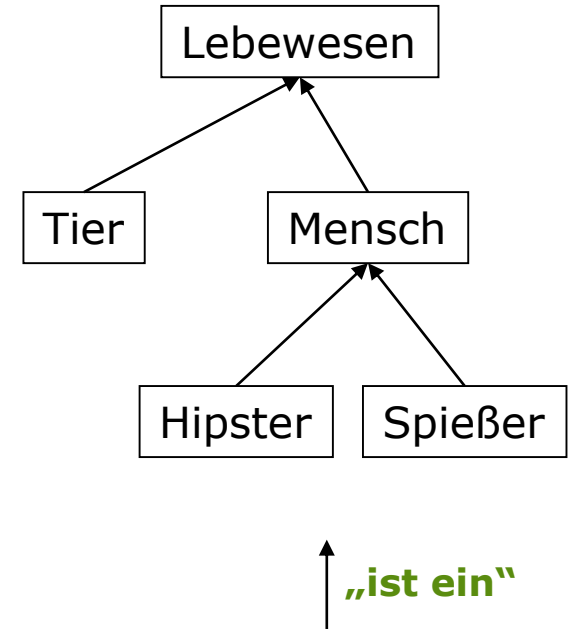 Lebewesen
Tier
Mensch
Hipster
Spießer
„ist ein“